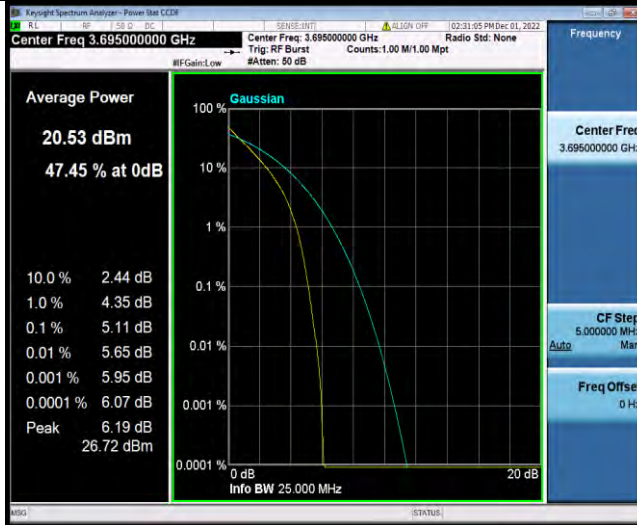 Keysight Spectrum Analyzer - Power Stat CCDF
RL RF 50 Ω DC SENSE:INT ALIGN OFF 02:31:05 PM Dec 01, 2022
Center Freq 3.695000000 GHz
Center Freq: 3.695000000 GHz Radio Std: None
Trig: RF Burst Counts:1.00 M/1.00 Mpt
#IFGain:Low #Atten: 50 dB
Frequency
Average Power
20.53 dBm
47.45 % at 0dB
10.0 % 2.44 dB
1.0 % 4.35 dB
0.1 % 5.11 dB
0.01 % 5.65 dB
0.001 % 5.95 dB
0.0001 % 6.07 dB
Peak 6.19 dB
26.72 dBm
Gaussian
100 %
10 %
1 %
0.1 %
0.01 %
0.001 %
0.0001 %
0 dB 20 dB
Info BW 25.000 MHz
Center Freq
3.695000000 GHz
CF Step
5.000000 MHz
Auto Man
Freq Offse
0 Hz
MSG STATUS